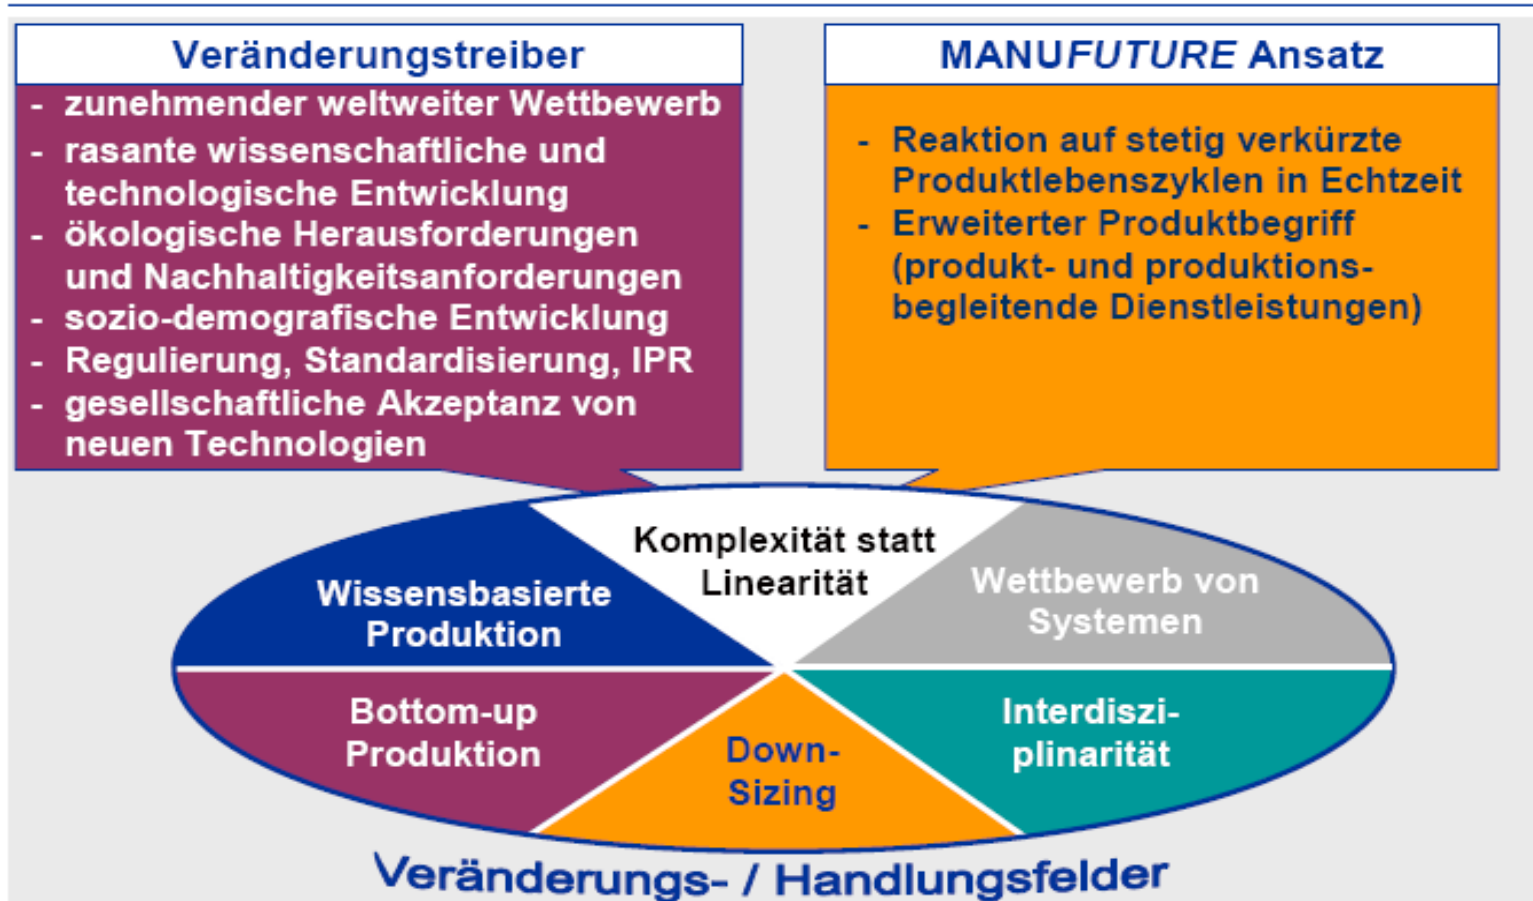 Veränderungstreiber
- zunehmender weltweiter Wettbewerb
- rasante wissenschaftliche und
technologische Entwicklung
- ökologische Herausforderungen
und Nachhaltigkeitsanforderungen
- sozio-demografische Entwicklung
- Regulierung, Standardisierung, IPR
- gesellschaftliche Akzeptanz von
neuen Technologien
MANUFUTURE Ansatz
- Reaktion auf stetig verkürzte
Produktlebenszyklen in Echtzeit
- Erweiterter Produktbegriff
(produkt- und produktions-
begleitende Dienstleistungen)
Komplexität statt
Linearität
Wissensbasierte
Produktion
Wettbewerb von
Systemen
Bottom-up
Produktion
Down-
Sizing
Interdiszi-
plinarität
Veränderungs- / Handlungsfelder